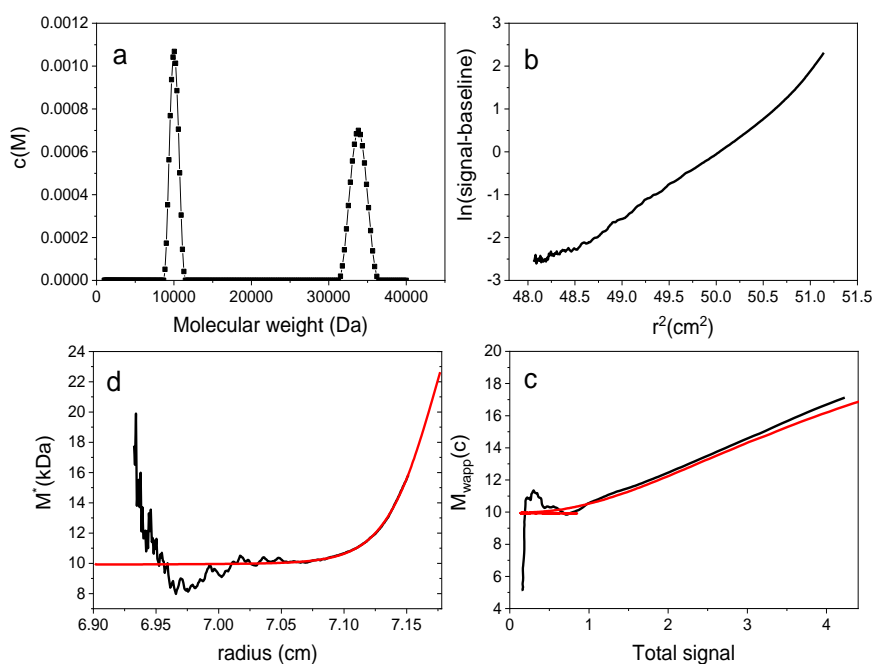 a
c(M)
0.0012
0.0010
0.0008
0.0006
0.0004
0.0002
0.0000
0 10000 20000 30000 40000
Molecular weight (Da)
b
ln(signal-baseline)
3
2
1
0
-1
-2
-3
48.0 48.5 49.0 49.5 50.0 50.5 51.0 51.5
r²(cm²)
d
M*(kDa)
24
22
20
18
16
14
12
10
8
6
4
6.90 6.95 7.00 7.05 7.10 7.15
radius (cm)
c
Mwapp(c)
20
18
16
14
12
10
8
6
4
0 1 2 3 4
Total signal